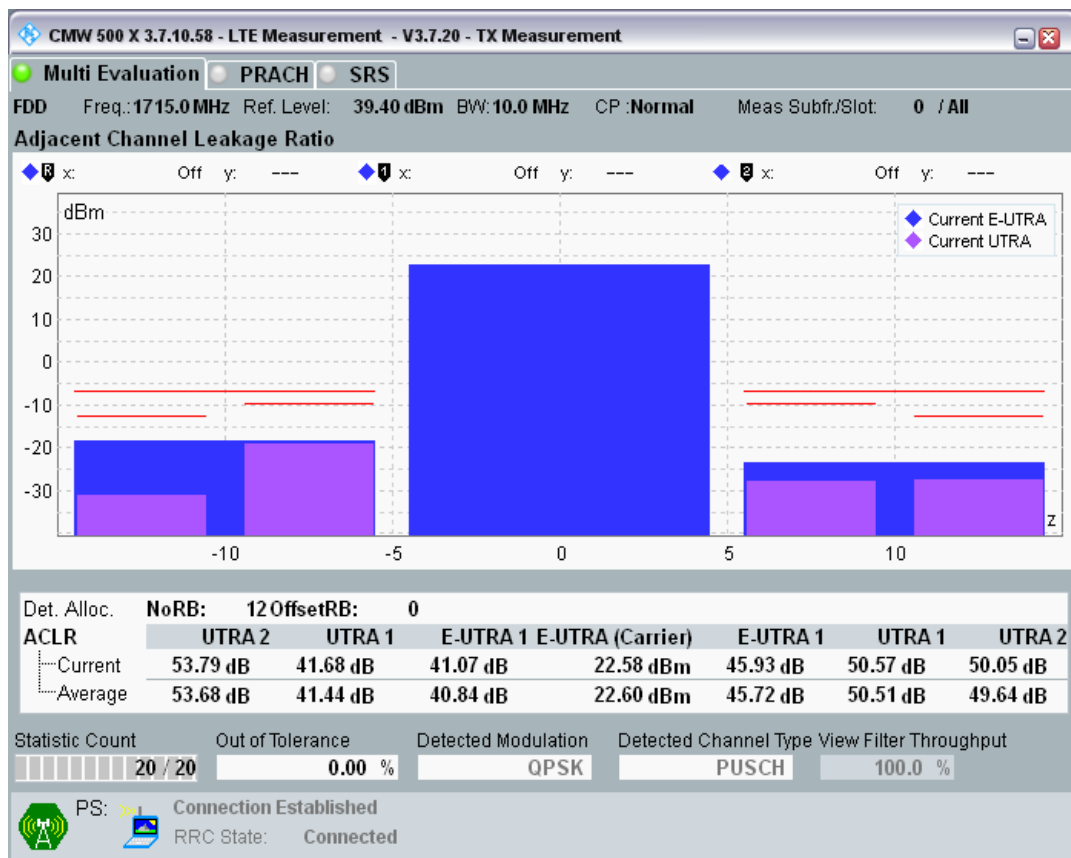 CMW 500 X 3.7.10.58 - LTE Measurement - V3.7.20 - TX Measurement
Multi Evaluation PRACH SRS
FDD Freq.:1715.0 MHz Ref. Level: 39.40 dBm BW:10.0 MHz CP :Normal Meas Subfr./Slot: 0 / All
Adjacent Channel Leakage Ratio
R x: Off y: --- 1 x: Off y: --- 2 x: Off y: ---
dBm
Current E-UTRA
Current UTRA
30
20
10
0
-10
-20
-30
z
-10 -5 0 5 10
Det. Alloc. NoRB: 12 OffsetRB: 0
ACLR UTRA 2 UTRA 1 E-UTRA 1 E-UTRA (Carrier) E-UTRA 1 UTRA 1 UTRA 2
Current 53.79 dB 41.68 dB 41.07 dB 22.58 dBm 45.93 dB 50.57 dB 50.05 dB
Average 53.68 dB 41.44 dB 40.84 dB 22.60 dBm 45.72 dB 50.51 dB 49.64 dB
Statistic Count Out of Tolerance Detected Modulation Detected Channel Type View Filter Throughput
20 / 20 0.00 % QPSK PUSCH 100.0 %
PS: Connection Established
RRC State: Connected